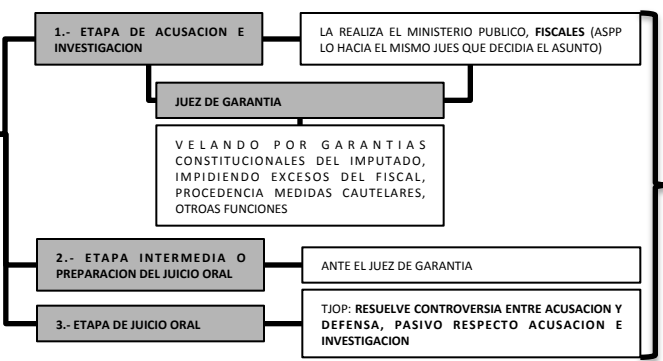 1.- ETAPA DE ACUSACION E
INVESTIGACION
LA REALIZA EL MINISTERIO PUBLICO, FISCALES (ASPP
LO HACIA EL MISMO JUES QUE DECIDIA EL ASUNTO)
JUEZ DE GARANTIA
VELANDO POR GARANTIAS
CONSTITUCIONALES DEL IMPUTADO,
IMPIDIENDO EXCESOS DEL FISCAL,
PROCEDENCIA MEDIDAS CAUTELARES,
OTROAS FUNCIONES
2.- ETAPA INTERMEDIA O
PREPARACION DEL JUICIO ORAL
ANTE EL JUEZ DE GARANTIA
3.- ETAPA DE JUICIO ORAL
TJOP: RESUELVE CONTROVERSIA ENTRE ACUSACION Y
DEFENSA, PASIVO RESPECTO ACUSACION E
INVESTIGACION